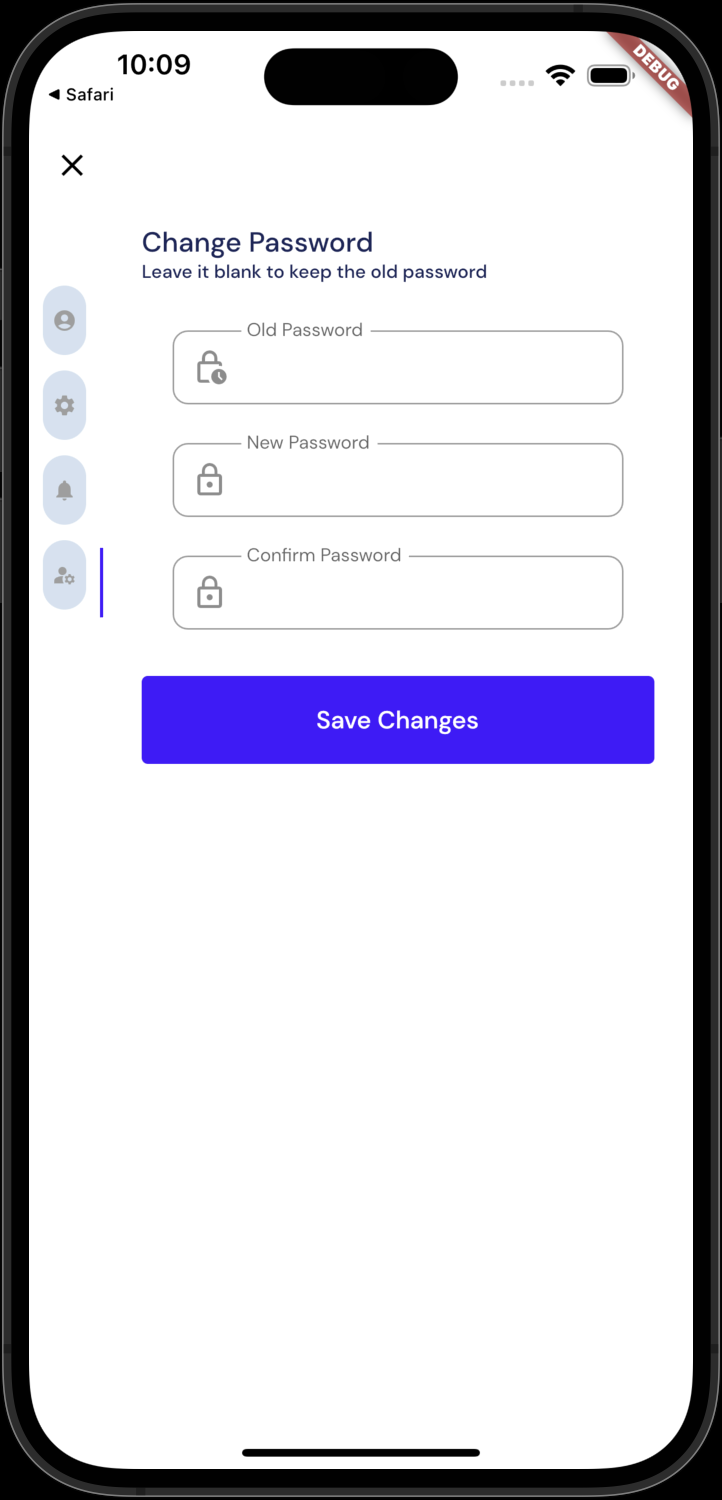 10:09
DEBUG
◀ Safari
Change Password
Leave it blank to keep the old password
Old Password
New Password
Confirm Password
Save Changes